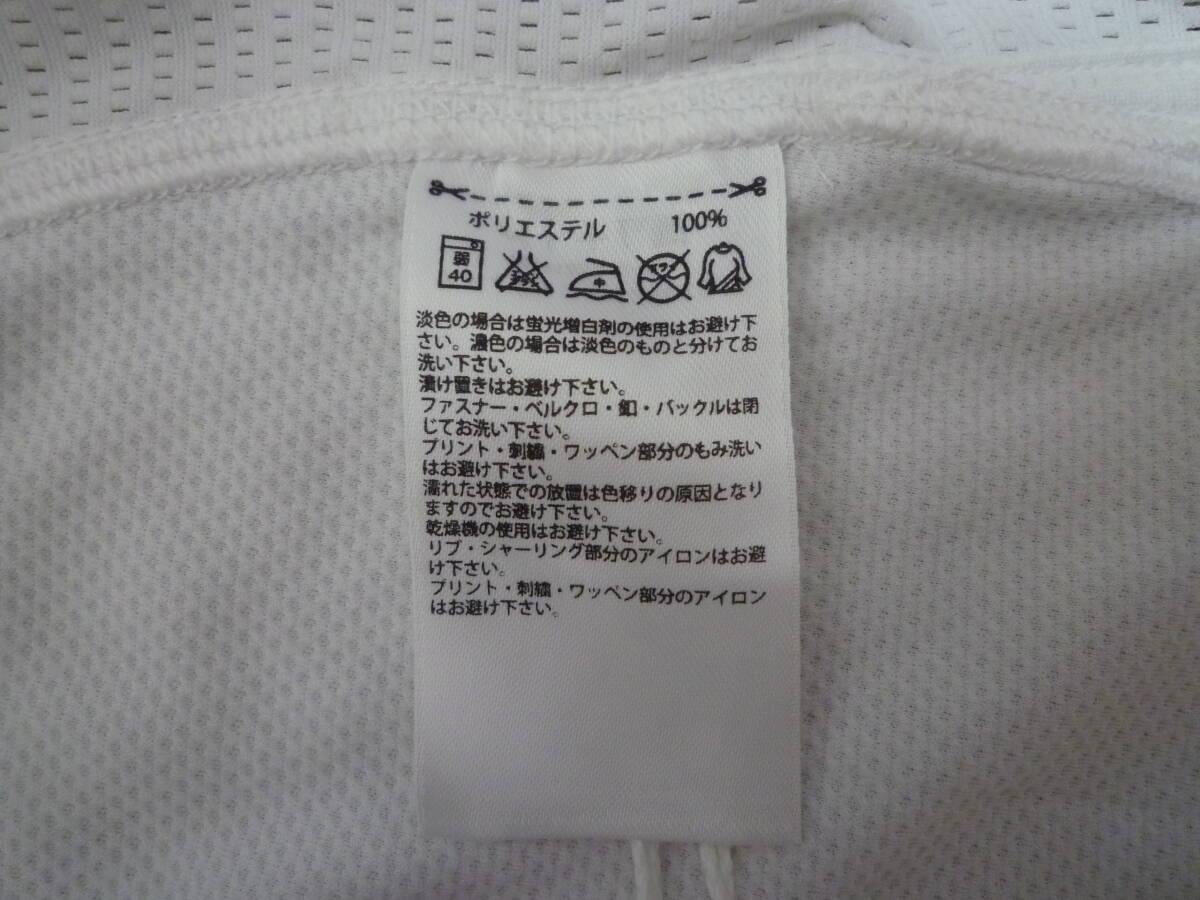 ポリエステル 100%
弱
40
エンソ
サラシ
中
淡色の場合は蛍光増白剤の使用はお避け下
さい。濃色の場合は淡色のものと分けてお
洗い下さい。
漬け置きはお避け下さい。
ファスナー・ベルクロ・釦・バックルは閉
じてお洗い下さい。
プリント・刺繍・ワッペン部分のもみ洗い
はお避け下さい。
濡れた状態での放置は色移りの原因となり
ますのでお避け下さい。
乾燥機の使用はお避け下さい。
リブ・シャーリング部分のアイロンはお避
け下さい。
プリント・刺繍・ワッペン部分のアイロン
はお避け下さい。